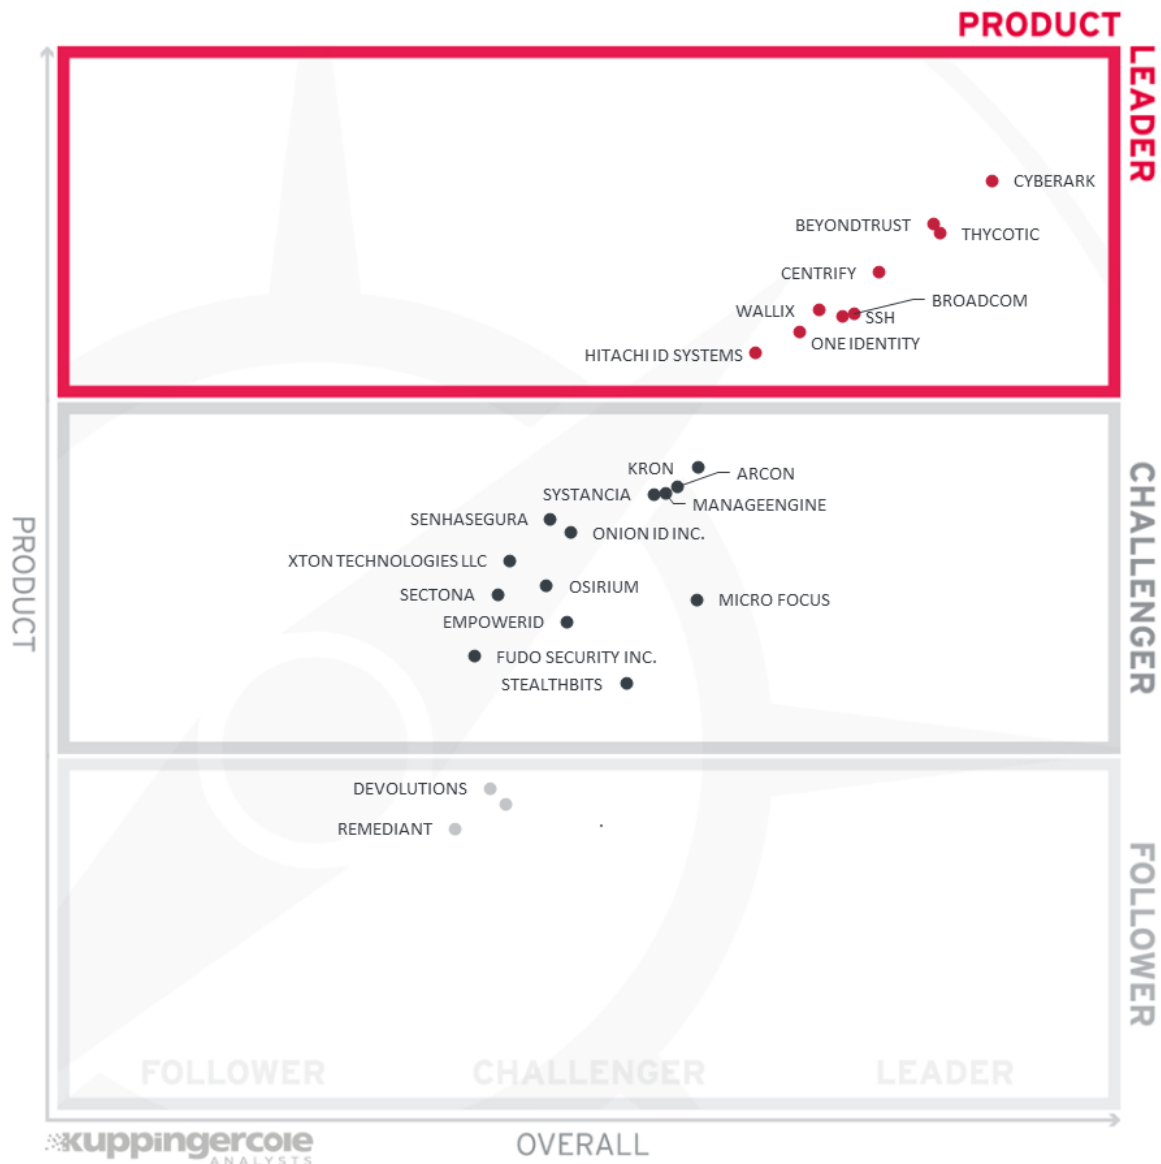 PRODUCT
LEADER
CYBERARK
BEYONDTRUST
THYCOTIC
CENTRIFY
BROADCOM
WALLIX
SSH
ONE IDENTITY
HITACHI ID SYSTEMS
KRON
ARCON
SYSTANCIA
MANAGEENGINE
SENHASEGURA
ONION ID INC.
XTON TECHNOLOGIES LLC
OSIRIUM
SECTONA
MICRO FOCUS
EMPOWERID
FUDO SECURITY INC.
STEALTHBITS
CHALLENGER
PRODUCT
DEVOLUTIONS
REMEDIANT
FOLLOWER
FOLLOWER
CHALLENGER
LEADER
kuppingercole
ANALYSTS
OVERALL